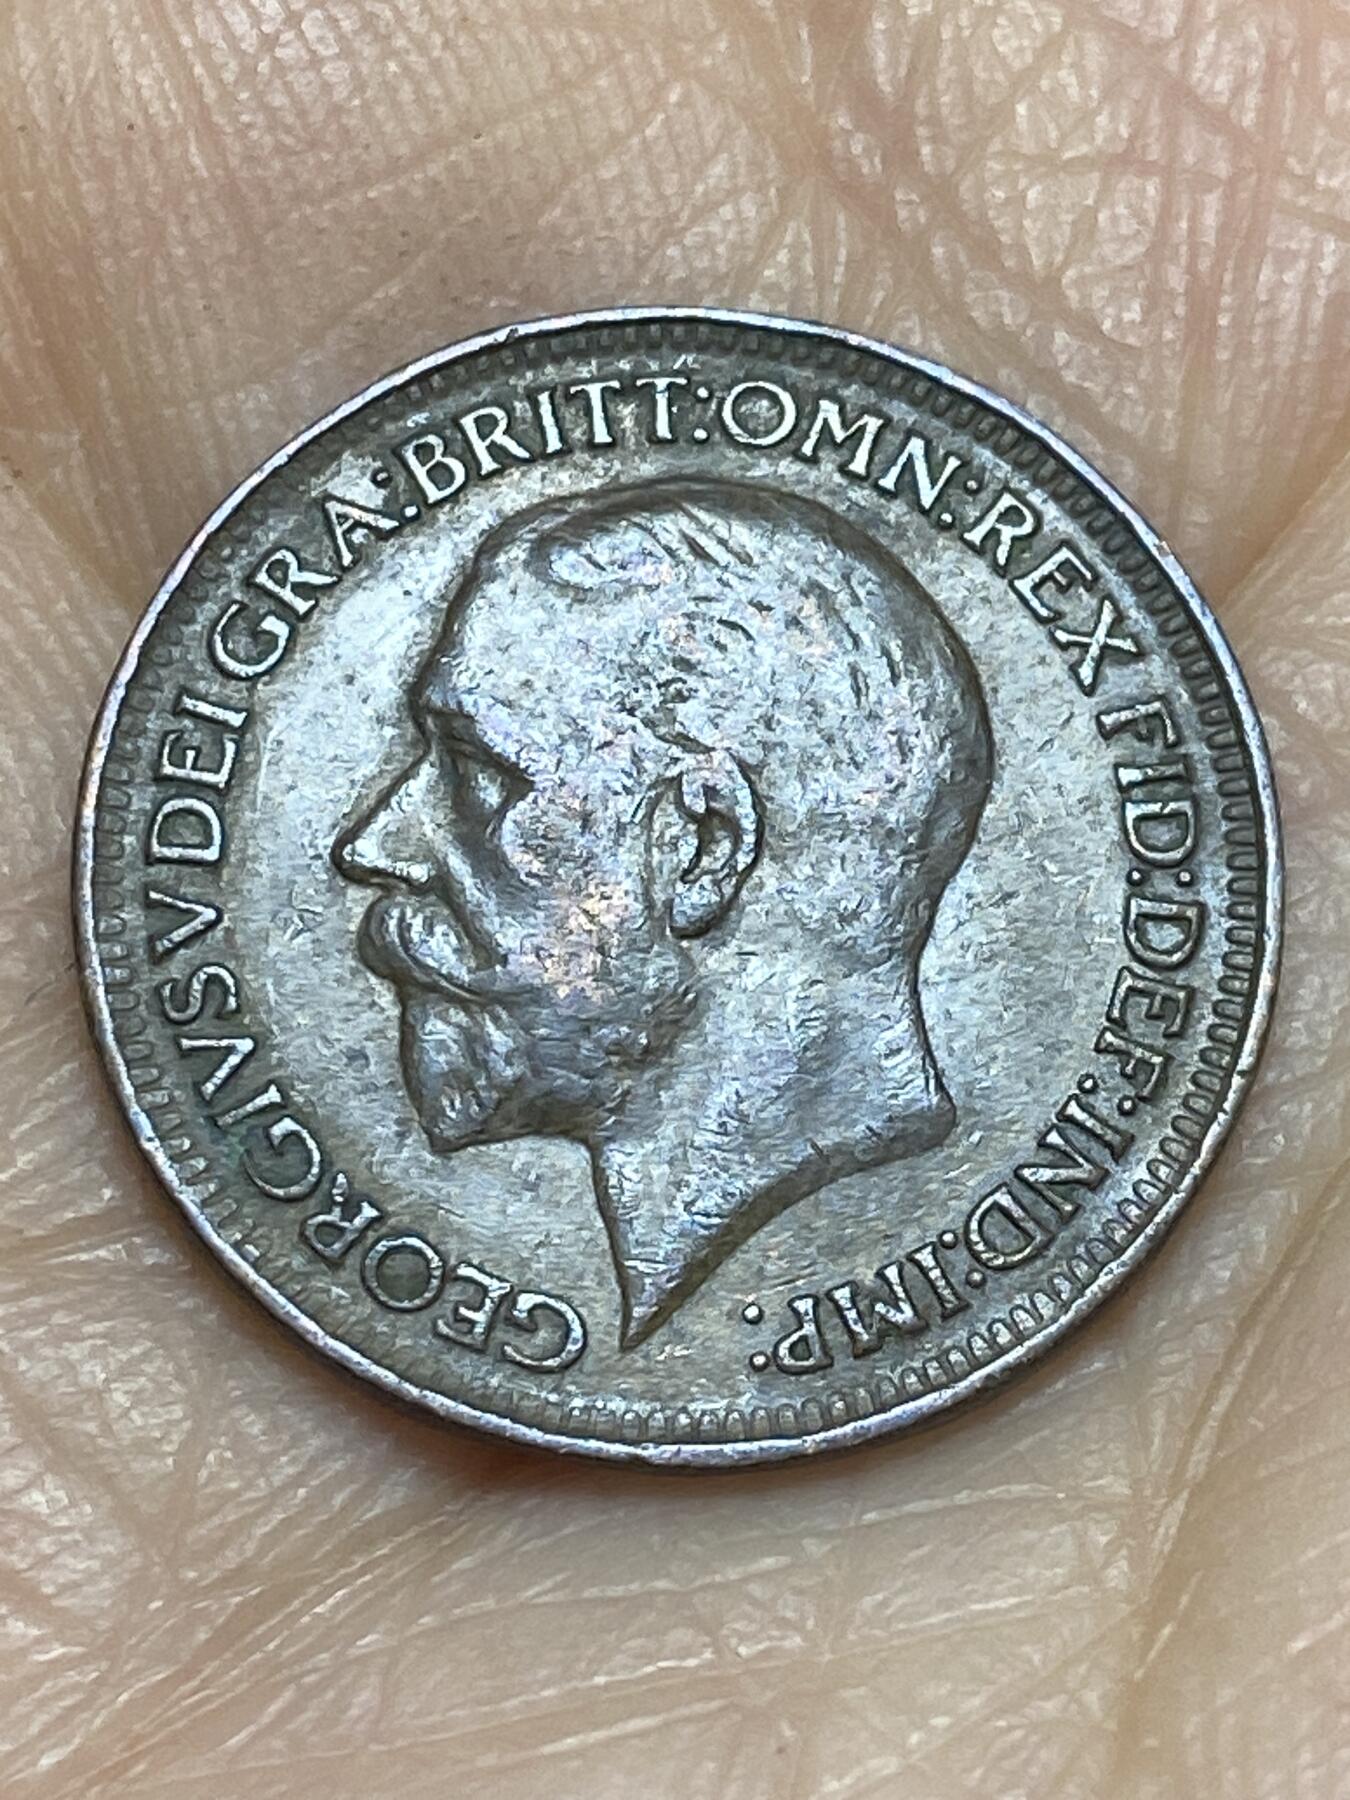 GEORGIVS V DEI GRA: BRITT: OMN: REX FID: DEF: IND: IMP: